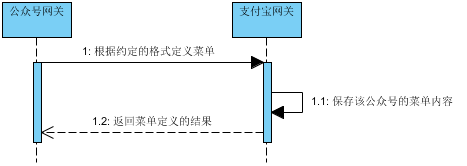 公众号网关
支付宝网关
1: 根据约定的格式定义菜单
1.1: 保存该公众号的菜单内容
1.2: 返回菜单定义的结果